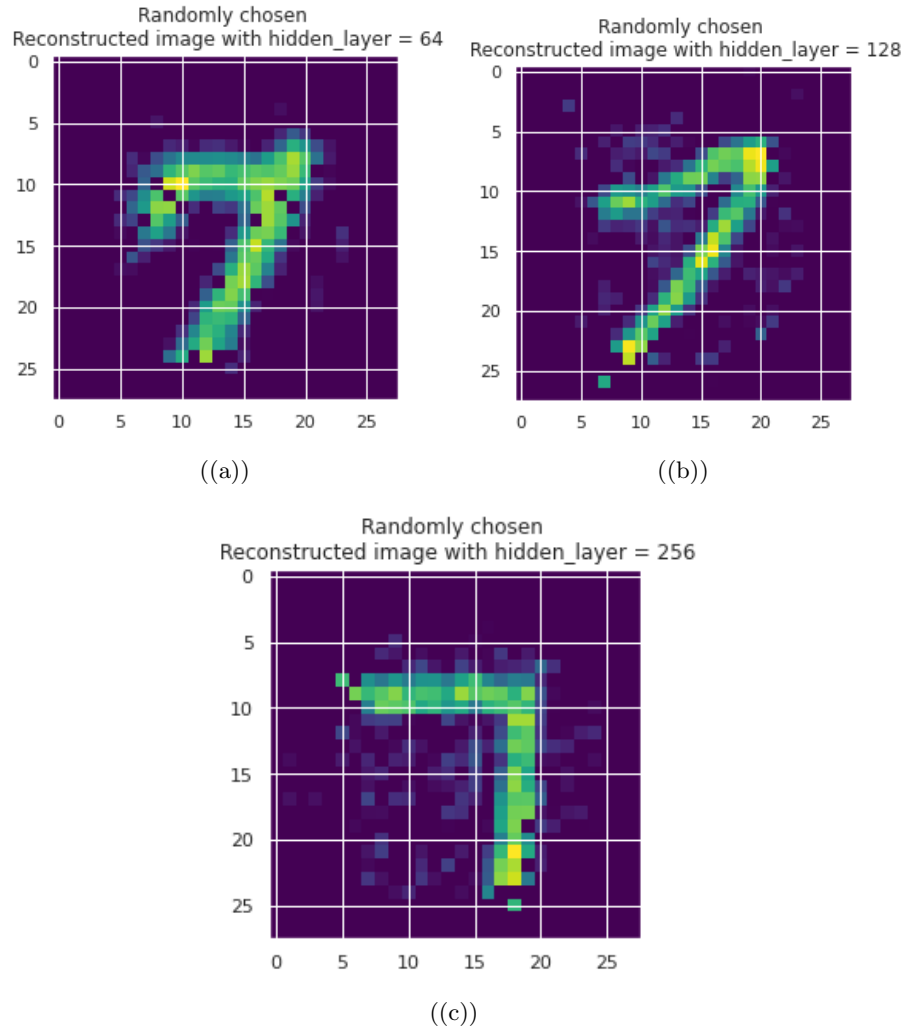 Randomly chosen
Reconstructed image with hidden_layer = 64
0
5
10
15
20
25
0 5 10 15 20 25
((a))
Randomly chosen
Reconstructed image with hidden_layer = 128
0
5
10
15
20
25
0 5 10 15 20 25
((b))
Randomly chosen
Reconstructed image with hidden_layer = 256
0
5
10
15
20
25
0 5 10 15 20 25
((c))